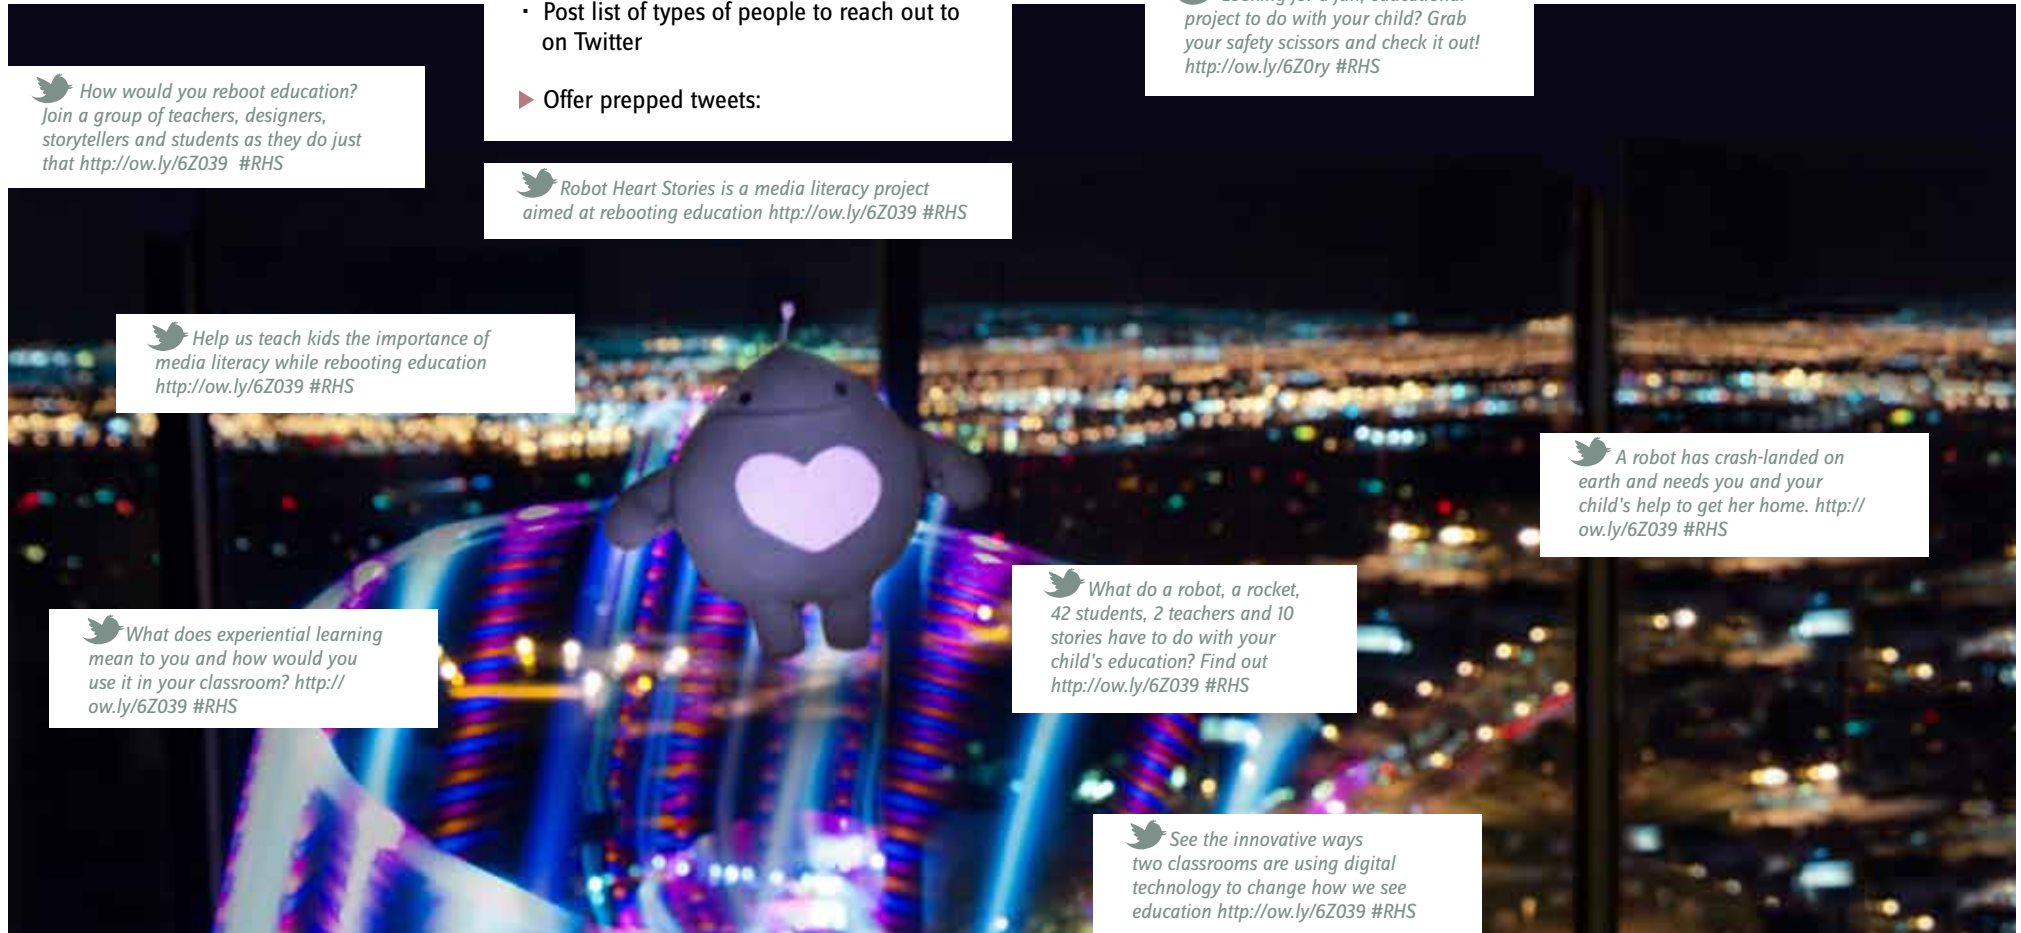 · Post list of types of people to reach out to
on Twitter
▶ Offer prepped tweets:
project to do with your child? Grab
your safety scissors and check it out!
http://ow.ly/6Z0ry #RHS
How would you reboot education?
Join a group of teachers, designers,
storytellers and students as they do just
that http://ow.ly/6Z039 #RHS
Robot Heart Stories is a media literacy project
aimed at rebooting education http://ow.ly/6Z039 #RHS
Help us teach kids the importance of
media literacy while rebooting education
http://ow.ly/6Z039 #RHS
A robot has crash-landed on
earth and needs you and your
child's help to get her home. http://
ow.ly/6Z039 #RHS
What do a robot, a rocket,
42 students, 2 teachers and 10
stories have to do with your
child's education? Find out
http://ow.ly/6Z039 #RHS
What does experiential learning
mean to you and how would you
use it in your classroom? http://
ow.ly/6Z039 #RHS
See the innovative ways
two classrooms are using digital
technology to change how we see
education http://ow.ly/6Z039 #RHS